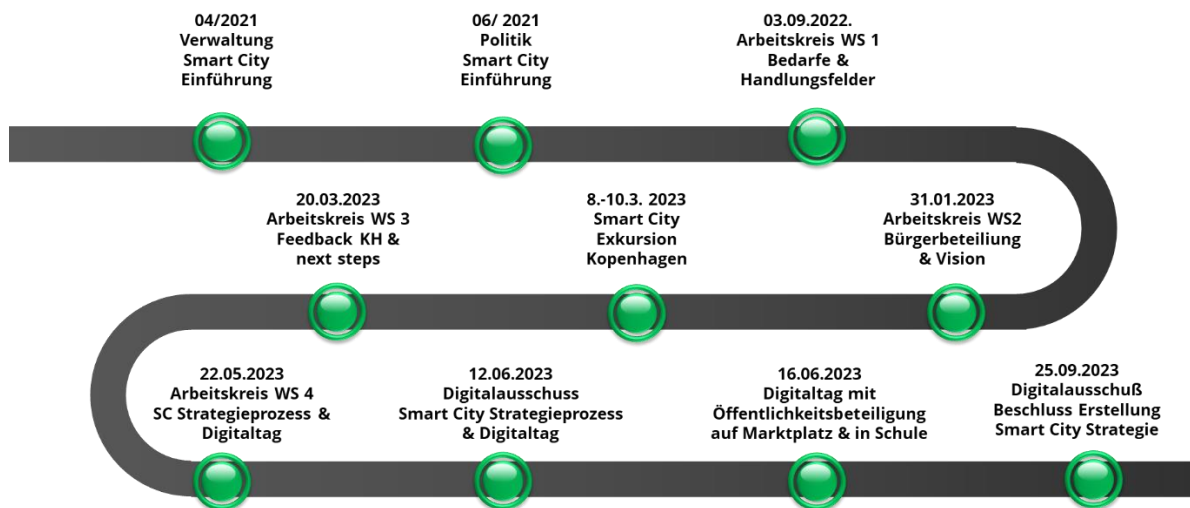 04/2021
Verwaltung
Smart City
Einführung
06/ 2021
Politik
Smart City
Einführung
03.09.2022.
Arbeitskreis WS 1
Bedarfe &
Handlungsfelder
31.01.2023
Arbeitskreis WS2
Bürgerbeteiliung
& Vision
8.-10.3. 2023
Smart City
Exkursion
Kopenhagen
20.03.2023
Arbeitskreis WS 3
Feedback KH &
next steps
22.05.2023
Arbeitskreis WS 4
SC Strategieprozess &
Digitaltag
12.06.2023
Digitalausschuss
Smart City Strategieprozess
& Digitaltag
16.06.2023
Digitaltag mit
Öffentlichkeitsbeteiligung
auf Marktplatz & in Schule
25.09.2023
Digitalausschuß
Beschluss Erstellung
Smart City Strategie